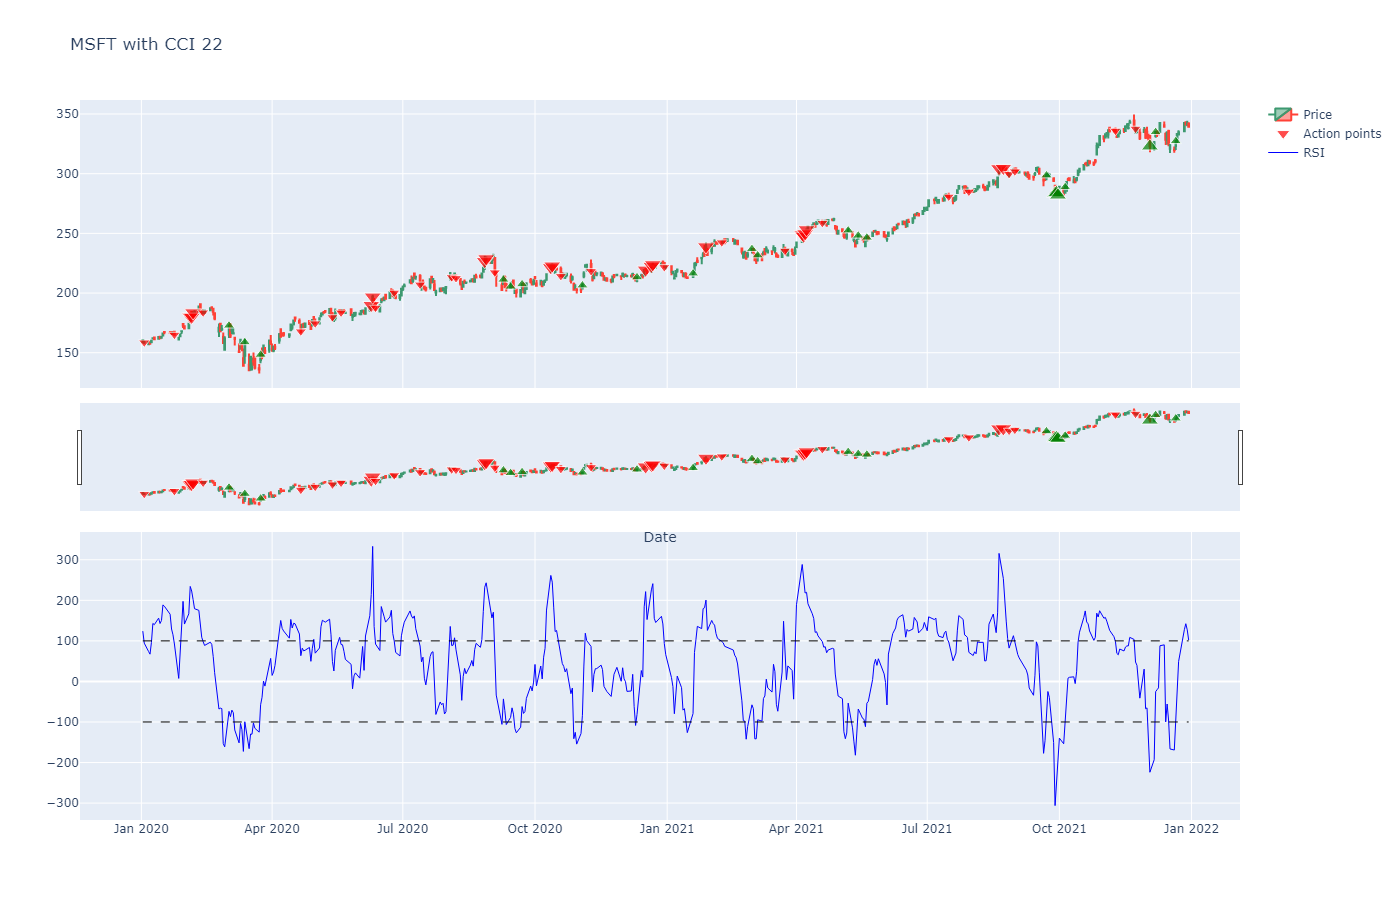 MSFT with CCI 22
350
300
250
200
150
Price
Action points
RSI
Date
300
200
100
0
−100
−200
−300
Jan 2020
Apr 2020
Jul 2020
Oct 2020
Jan 2021
Apr 2021
Jul 2021
Oct 2021
Jan 2022